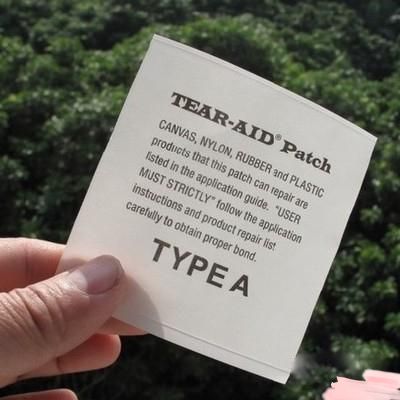 TEAR-AID® Patch
CANVAS, NYLON, RUBBER and PLASTIC
products that this patch can repair are
listed in the application guide. "USER
MUST STRICTLY" follow the application
instructions and product repair list
carefully to obtain proper bond.
TYPE A